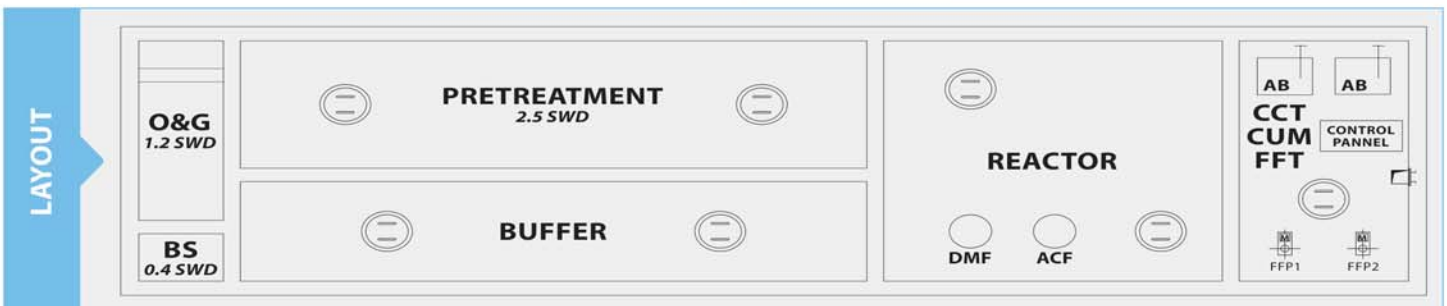 LAYOUT
O&G
1.2 SWD
BS
0.4 SWD
PRETREATMENT
2.5 SWD
BUFFER
REACTOR
DMF
ACF
AB
AB
CCT
CUM
FFT
CONTROL
PANNEL
M
M
FFP1
FFP2